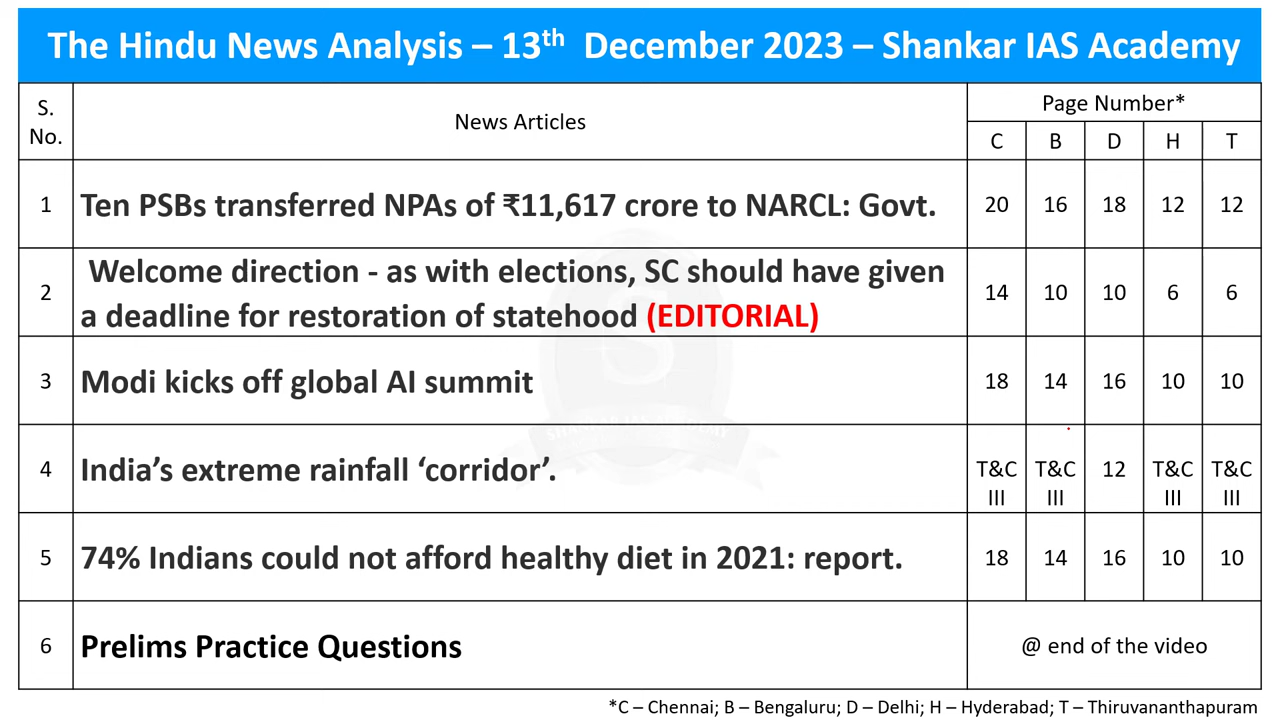 The Hindu News Analysis – 13th December 2023 – Shankar IAS Academy
S. No.
News Articles
Page Number*
C B D H T
1 Ten PSBs transferred NPAs of ₹11,617 crore to NARCL: Govt. 20 16 18 12 12
2 Welcome direction - as with elections, SC should have given
a deadline for restoration of statehood (EDITORIAL) 14 10 10 6 6
3 Modi kicks off global AI summit 18 14 16 10 10
4 India’s extreme rainfall ‘corridor’. T&C III T&C III 12 T&C III T&C III
5 74% Indians could not afford healthy diet in 2021: report. 18 14 16 10 10
6 Prelims Practice Questions @ end of the video
*C – Chennai; B – Bengaluru; D – Delhi; H – Hyderabad; T – Thiruvananthapuram